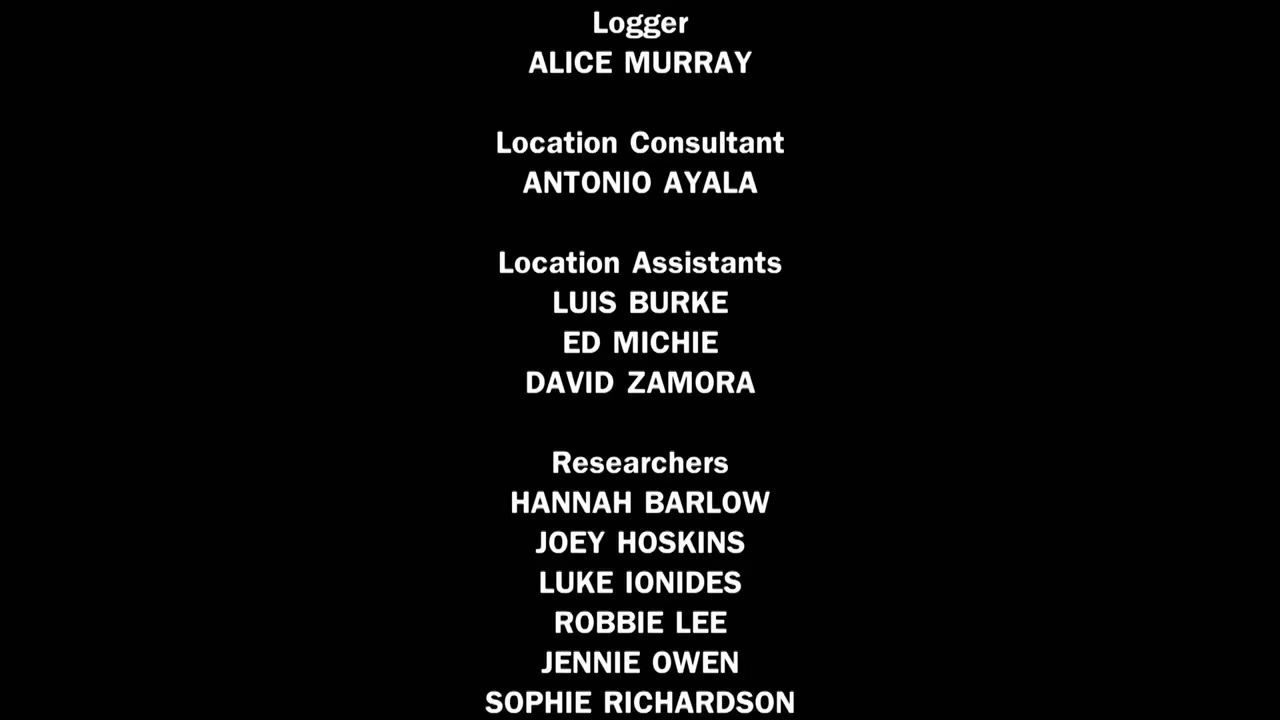 Logger
ALICE MURRAY
Location Consultant
ANTONIO AYALA
Location Assistants
LUIS BURKE
ED MICHIE
DAVID ZAMORA
Researchers
HANNAH BARLOW
JOEY HOSKINS
LUKE IONIDES
ROBBIE LEE
JENNIE OWEN
SOPHIE RICHARDSON